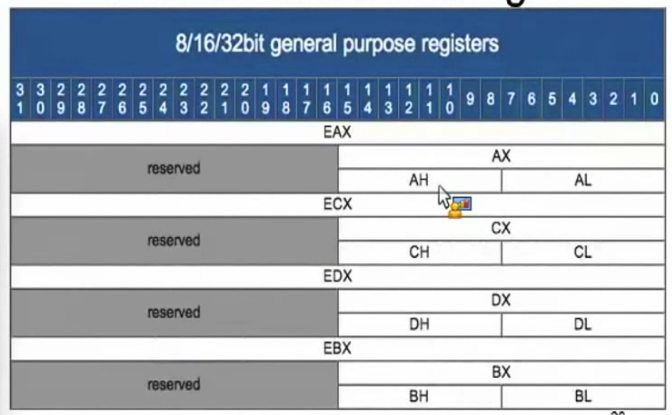 8/16/32bit general purpose registers
31 30 29 28 27 26 25 24 23 22 21 20 19 18 17 16 15 14 13 12 11 10 9 8 7 6 5 4 3 2 1 0
EAX
reserved AX
AH AL
ECX
reserved CX
CH CL
EDX
reserved DX
DH DL
EBX
reserved BX
BH BL